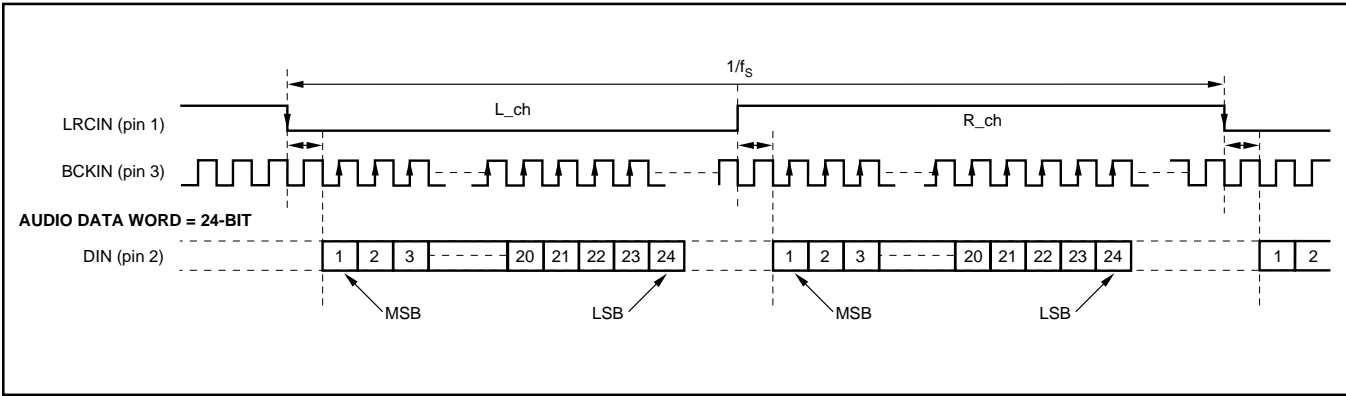 1/fS
LRCIN (pin 1) L_ch R_ch
BCKIN (pin 3)
AUDIO DATA WORD = 24-BIT
DIN (pin 2) 1 2 3 20 21 22 23 24 1 2 3 20 21 22 23 24 1 2
MSB LSB MSB LSB